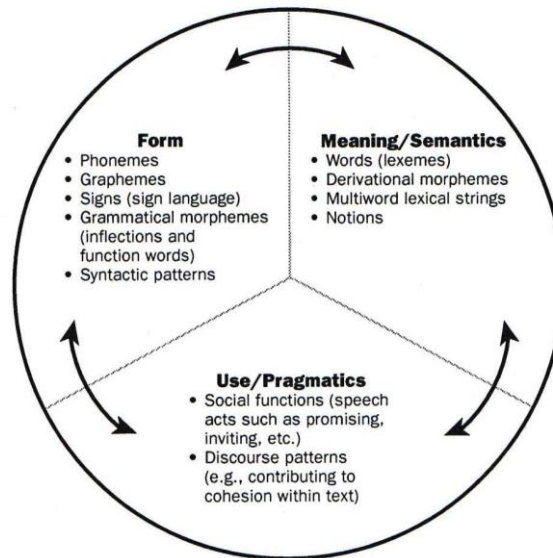 Form
• Phonemes
• Graphemes
• Signs (sign language)
• Grammatical morphemes
(inflections and
function words)
• Syntactic patterns
Meaning/Semantics
• Words (lexemes)
• Derivational morphemes
• Multiword lexical strings
• Notions
Use/Pragmatics
• Social functions (speech
acts such as promising,
inviting, etc.)
• Discourse patterns
(e.g., contributing to
cohesion within text)